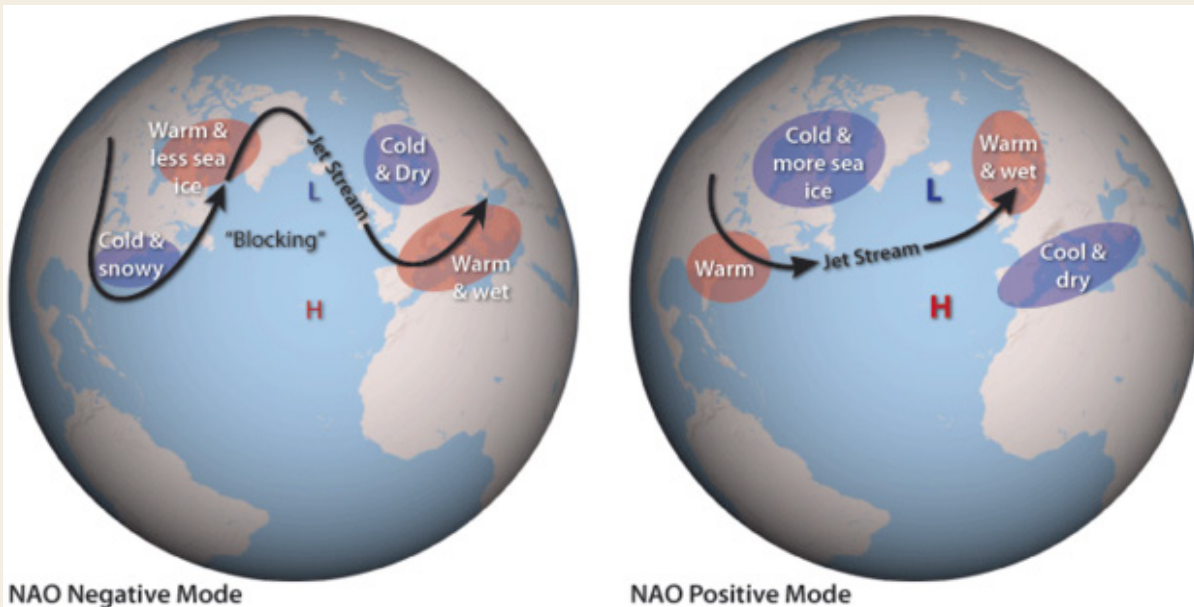 Warm &
less sea
ice
Jet Stream
Cold
& Dry
L
Cold &
snowy
"Blocking"
Warm
& wet
H
NAO Negative Mode
Cold &
more sea
ice
Warm
& wet
L
Warm
Jet Stream
Cool &
dry
H
NAO Positive Mode